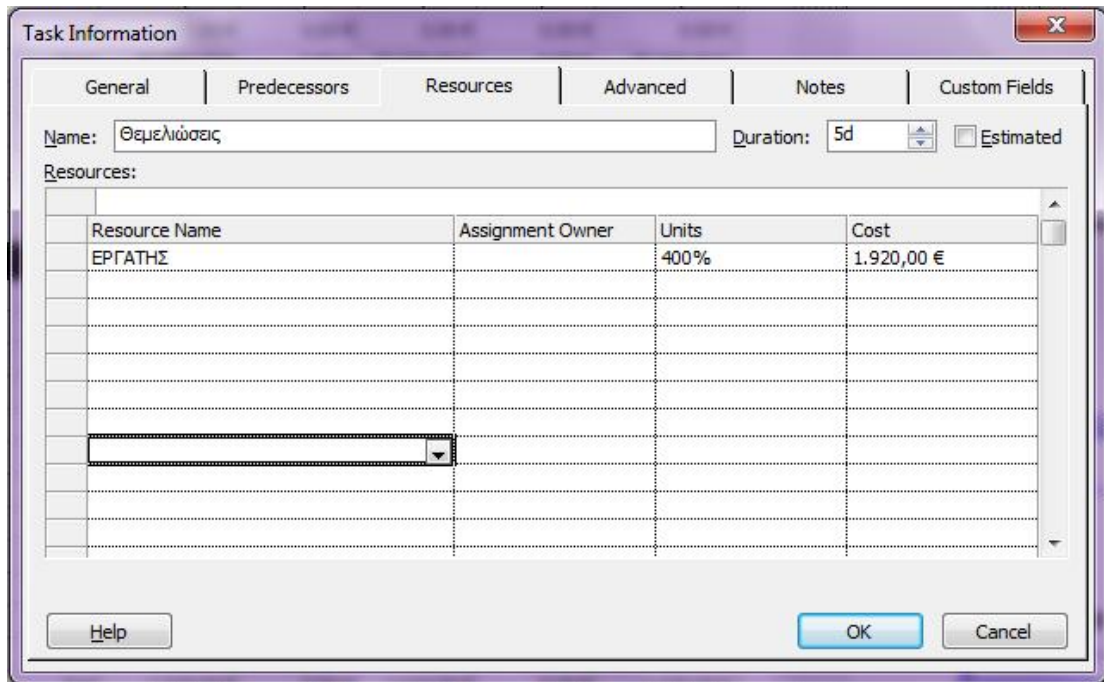 Task Information
General Predecessors Resources Advanced Notes Custom Fields
Name: Θεμελιώσεις Duration: 5d Estimated
Resources:
Resource Name Assignment Owner Units Cost
ΕΡΓΑΤΗΣ 400% 1.920,00 €
Help OK Cancel